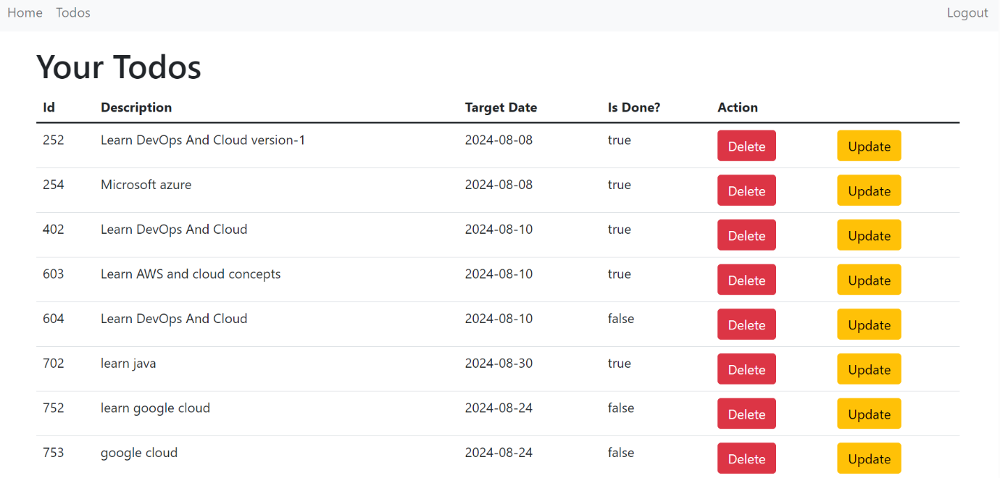 Home Todos Logout
Your Todos
Id Description Target Date Is Done? Action
252 Learn DevOps And Cloud version-1 2024-08-08 true Delete Update
254 Microsoft azure 2024-08-08 true Delete Update
402 Learn DevOps And Cloud 2024-08-10 true Delete Update
603 Learn AWS and cloud concepts 2024-08-10 true Delete Update
604 Learn DevOps And Cloud 2024-08-10 false Delete Update
702 learn java 2024-08-30 true Delete Update
752 learn google cloud 2024-08-24 false Delete Update
753 google cloud 2024-08-24 false Delete Update